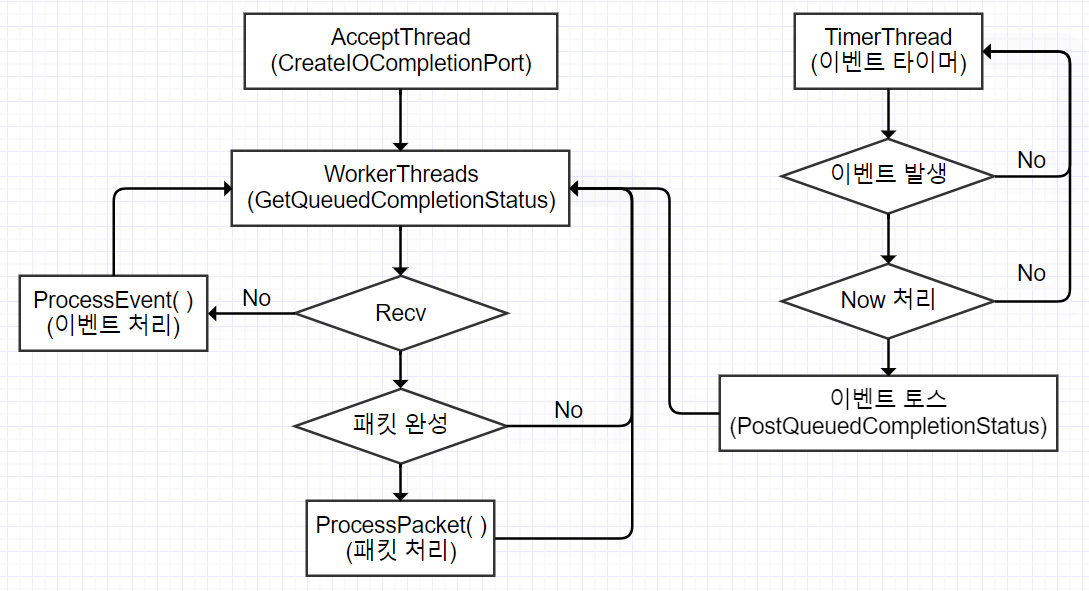 AcceptThread
(CreateIOCompletionPort)
WorkerThreads
(GetQueuedCompletionStatus)
ProcessEvent( )
(이벤트 처리)
No
Recv
패킷 완성
No
ProcessPacket( )
(패킷 처리)
TimerThread
(이벤트 타이머)
이벤트 발생
No
Now 처리
No
이벤트 토스
(PostQueuedCompletionStatus)